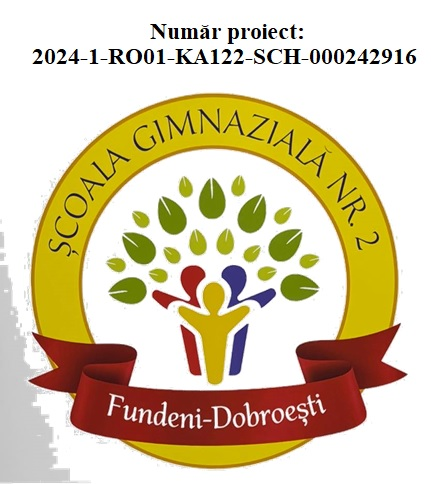 Număr proiect:
2024-1-RO01-KA122-SCH-000242916
ȘCOALA GIMNAZIALĂ NR. 2
Fundeni-Dobroești